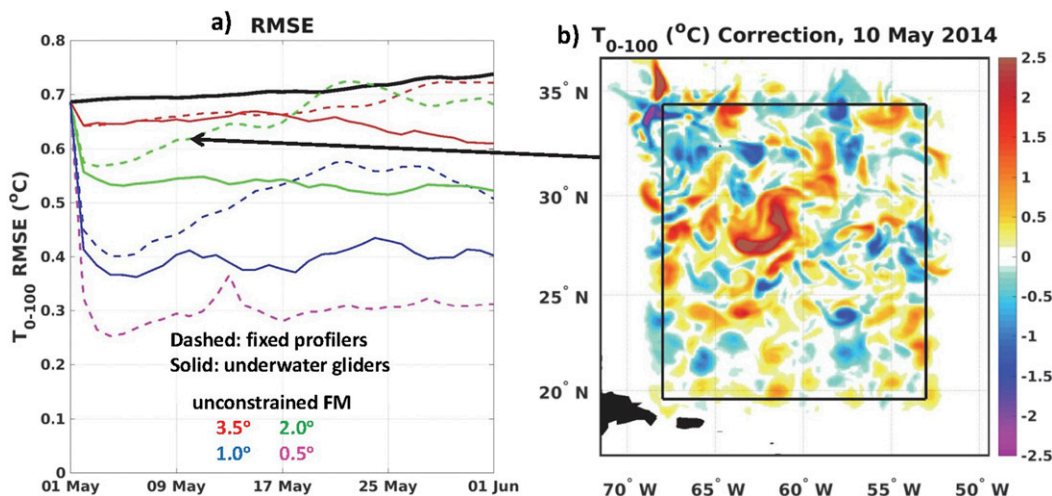 a) RMSE
T0-100 RMSE (°C)
0.8
0.7
0.6
0.5
0.4
0.3
0.2
0.1
0
01 May 09 May 17 May 25 May 01 Jun
Dashed: fixed profilers
Solid: underwater gliders
unconstrained FM
3.5° 2.0°
1.0° 0.5°
b) T0-100 (°C) Correction, 10 May 2014
35° N
30° N
25° N
20° N
70° W 65° W 60° W 55° W 50° W
2.5
2
1.5
1
0.5
0
-0.5
-1
-1.5
-2
-2.5